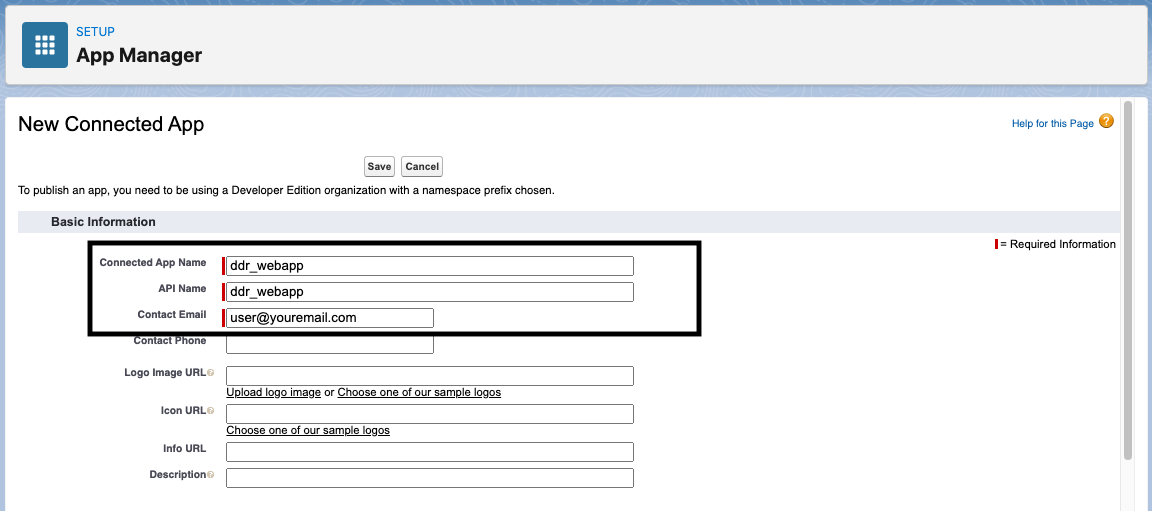 SETUP
App Manager
New Connected App
Help for this Page ?
Save Cancel
To publish an app, you need to be using a Developer Edition organization with a namespace prefix chosen.
Basic Information
= Required Information
Connected App Name ddr_webapp
API Name ddr_webapp
Contact Email user@youremail.com
Contact Phone
Logo Image URL ?
Upload logo image or Choose one of our sample logos
Icon URL ?
Choose one of our sample logos
Info URL
Description ?